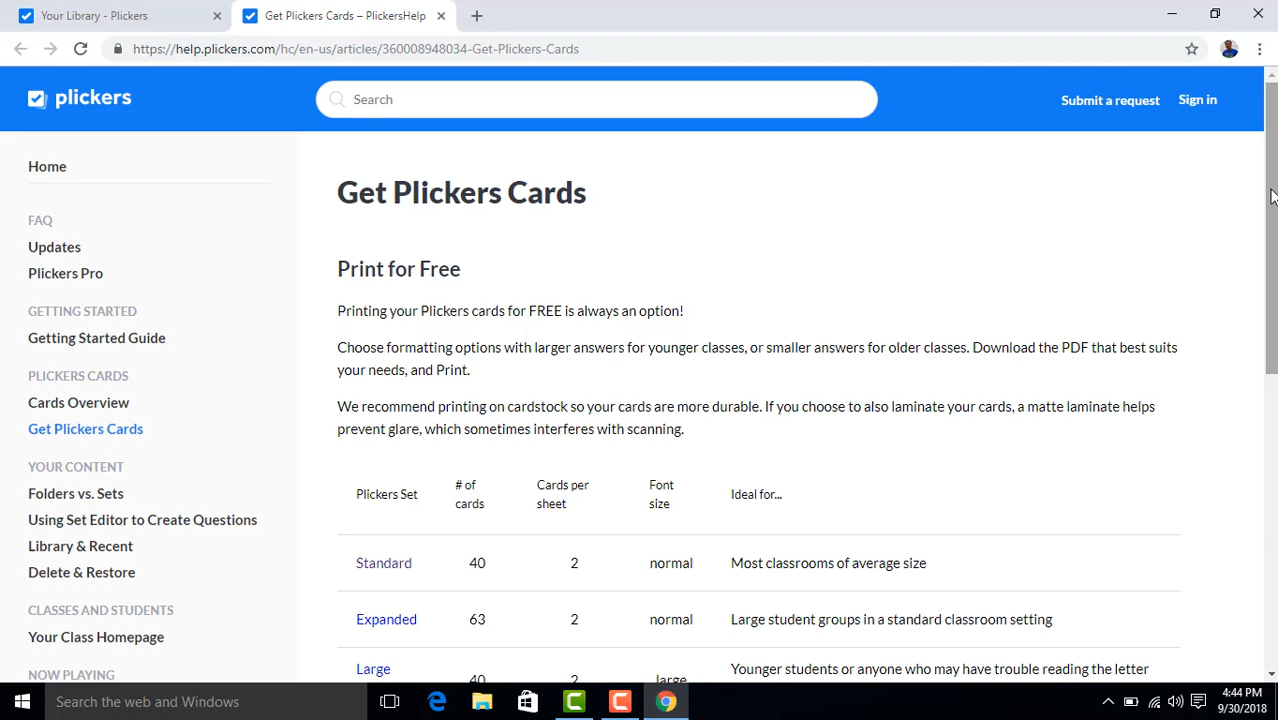 Your Library - Plickers
Get Plickers Cards – PlickersHelp
https://help.plickers.com/hc/en-us/articles/360008948034-Get-Plickers-Cards
plickers
Search
Submit a request
Sign in
Home
FAQ
Updates
Plickers Pro
GETTING STARTED
Getting Started Guide
PLICKERS CARDS
Cards Overview
Get Plickers Cards
YOUR CONTENT
Folders vs. Sets
Using Set Editor to Create Questions
Library & Recent
Delete & Restore
CLASSES AND STUDENTS
Your Class Homepage
NOW PLAYING
Get Plickers Cards
Print for Free
Printing your Plickers cards for FREE is always an option!
Choose formatting options with larger answers for younger classes, or smaller answers for older classes. Download the PDF that best suits
your needs, and Print.
We recommend printing on cardstock so your cards are more durable. If you choose to also laminate your cards, a matte laminate helps
prevent glare, which sometimes interferes with scanning.
Plickers Set # of cards Cards per sheet Font size Ideal for...
Standard 40 2 normal Most classrooms of average size
Expanded 63 2 normal Large student groups in a standard classroom setting
Large 40 2 large Younger students or anyone who may have trouble reading the letter
Search the web and Windows
4:44 PM
9/30/2018